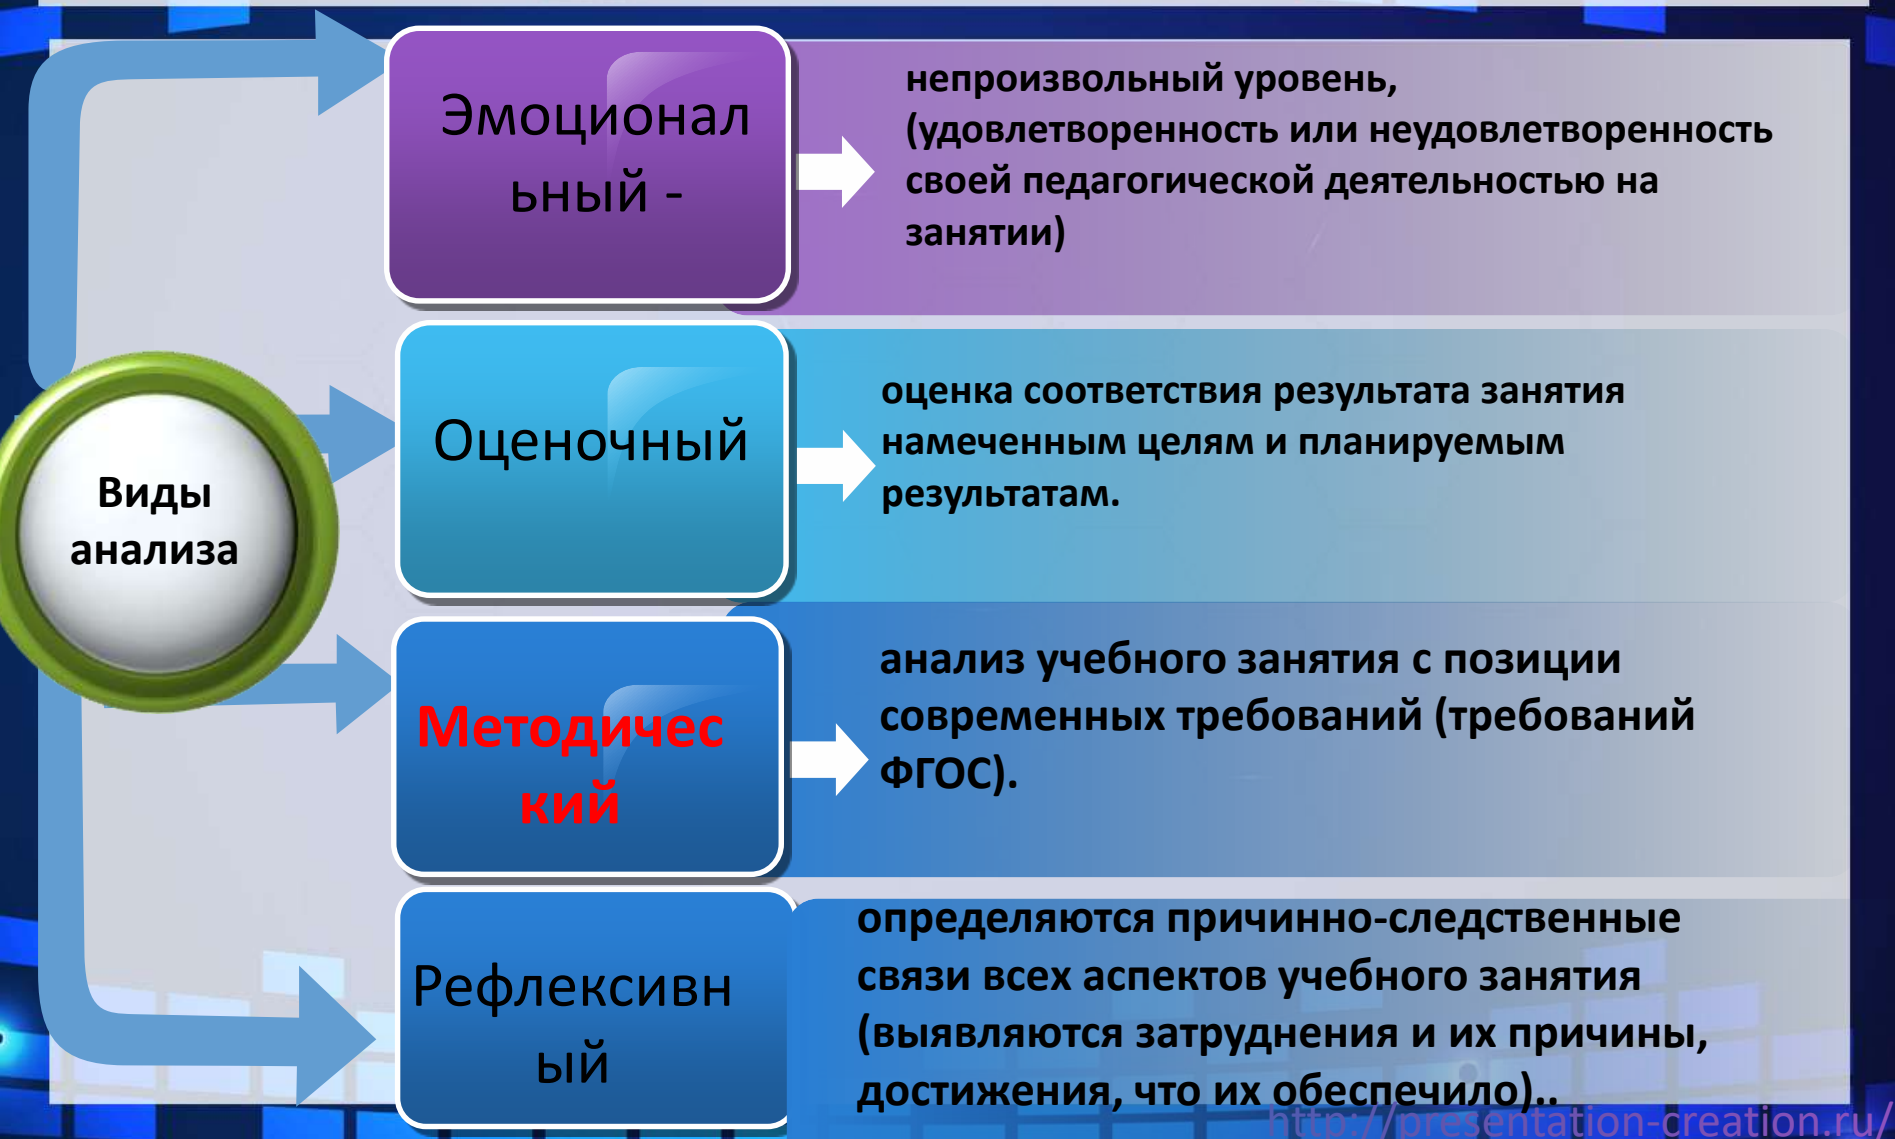 Виды
анализа
Эмоционал
ьный -
непроизвольный уровень,
(удовлетворенность или неудовлетворенность
своей педагогической деятельностью на
занятии)
Оценочный
оценка соответствия результата занятия
намеченным целям и планируемым
результатам.
Методичес
кий
анализ учебного занятия с позиции
современных требований (требований
ФГОС).
Рефлексивн
ый
определяются причинно-следственные
связи всех аспектов учебного занятия
(выявляются затруднения и их причины,
достижения, что их обеспечило)..
http://presentation-creation.ru/